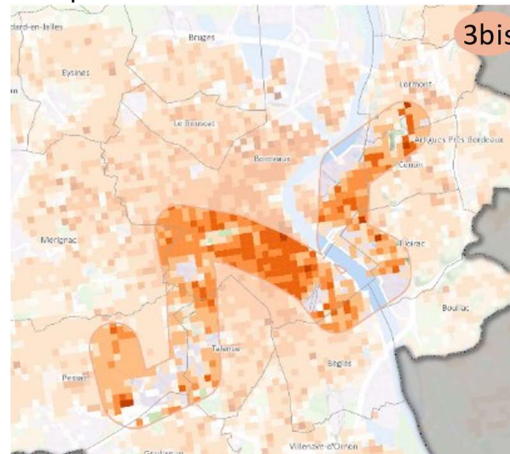 3bis
Bruges
Eysines
Lormont
Le Bouscat
Artigues Près Bordeaux
Bordeaux
Cenon
Mérignac
Floirac
Bouliac
Talence
Bègles
Pessac
Villenave-d'Ornon